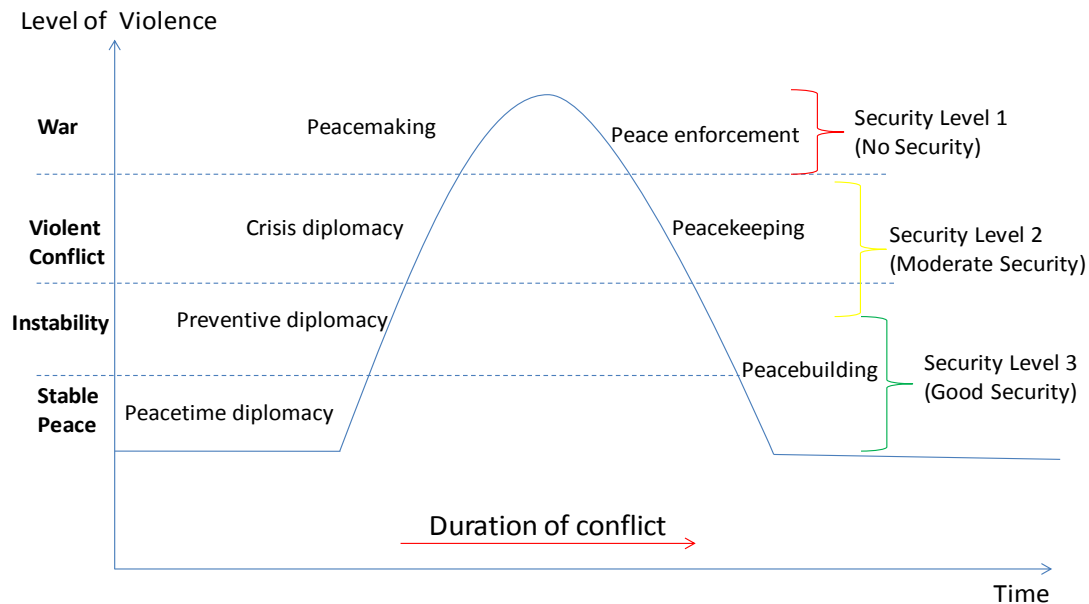 Level of Violence
War
Peacemaking
Peace enforcement
Security Level 1
(No Security)
Violent
Conflict
Crisis diplomacy
Peacekeeping
Security Level 2
(Moderate Security)
Instability
Preventive diplomacy
Stable
Peace
Peacetime diplomacy
Peacebuilding
Security Level 3
(Good Security)
Duration of conflict
Time